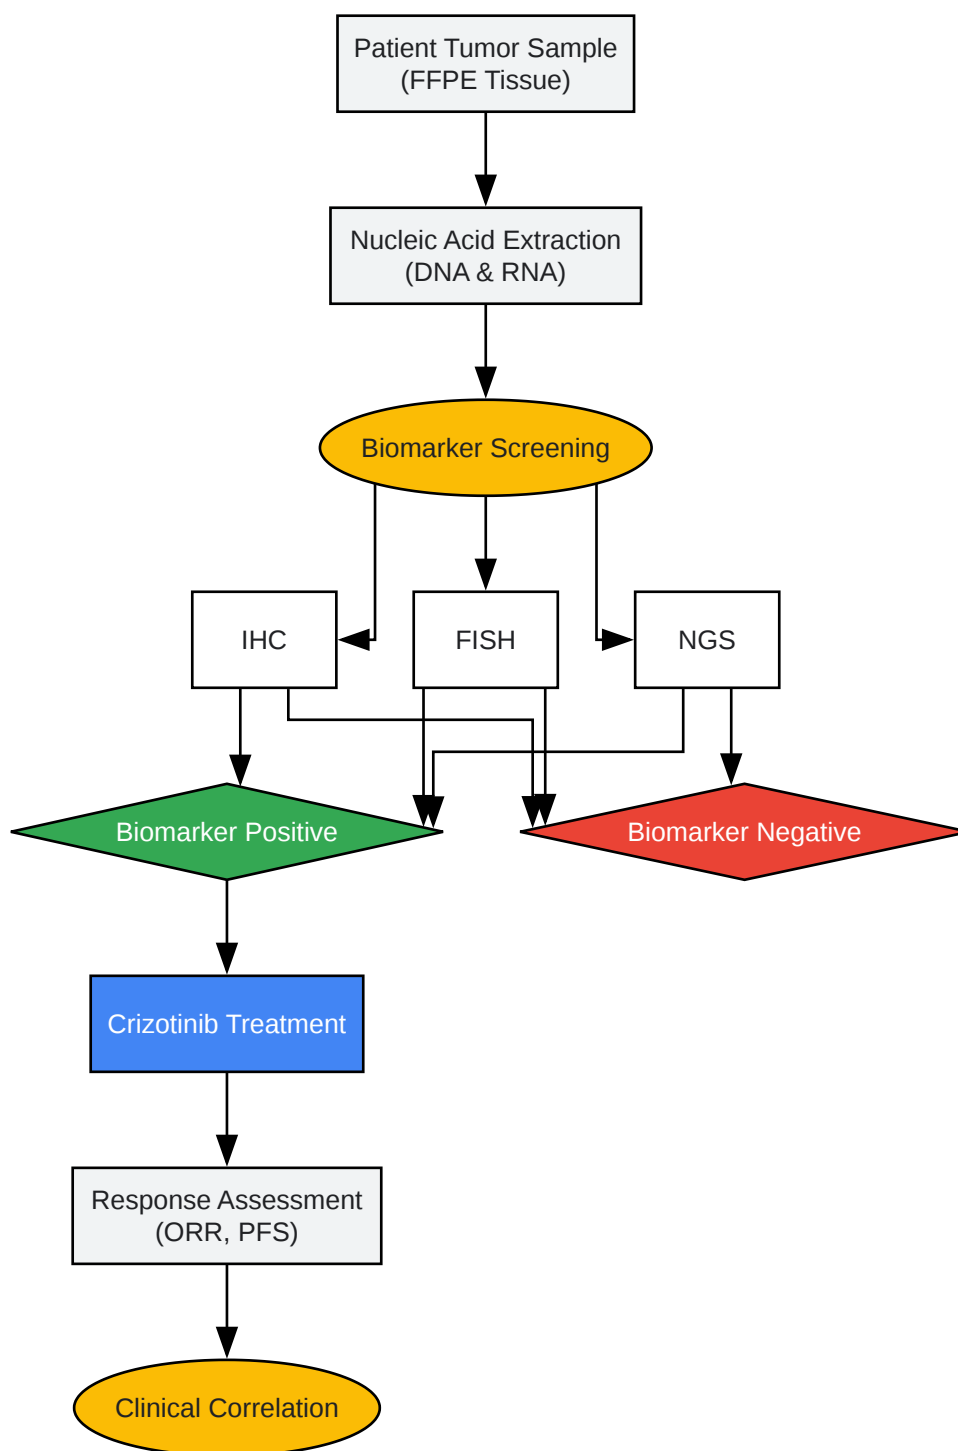 Patient Tumor Sample
(FFPE Tissue)
Nucleic Acid Extraction
(DNA & RNA)
Biomarker Screening
IHC
FISH
NGS
Biomarker Positive
Biomarker Negative
Crizotinib Treatment
Response Assessment
(ORR, PFS)
Clinical Correlation